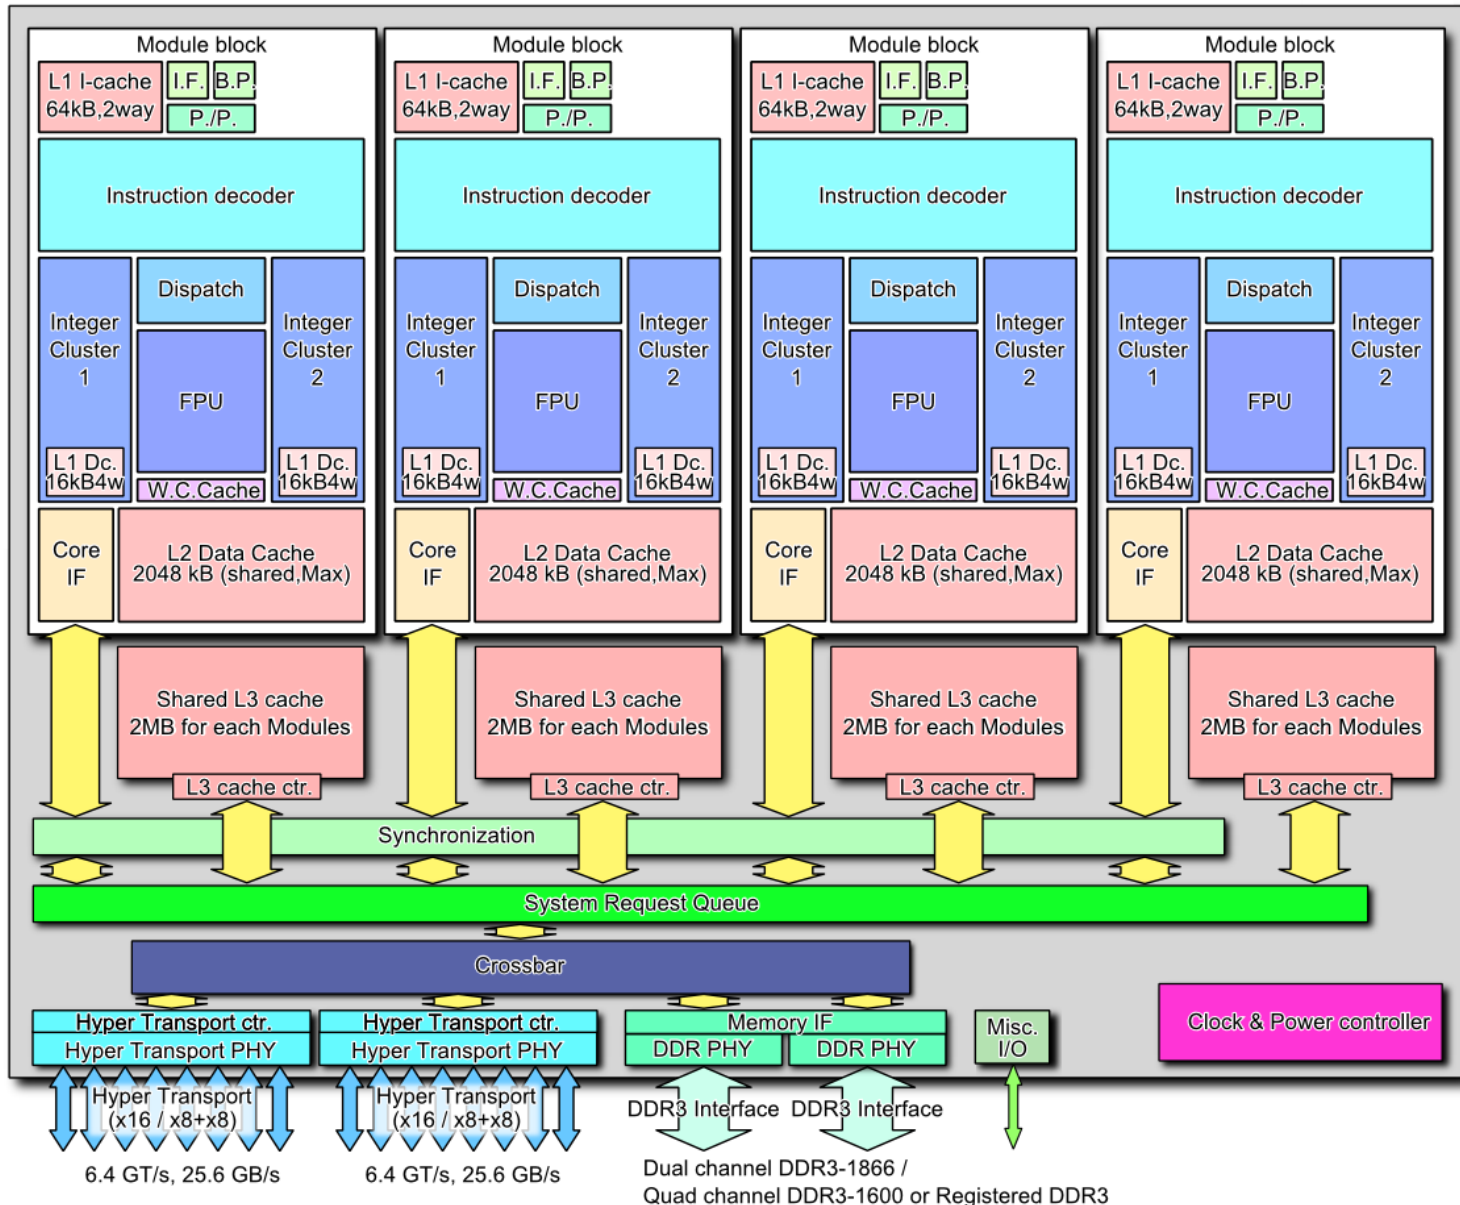 Module block
L1 I-cache
64kB,2way
I.F.
B.P.
P./P.
Instruction decoder
Integer
Cluster
1
Dispatch
FPU
Integer
Cluster
2
L1 Dc.
16kB4w
W.C.Cache
L1 Dc.
16kB4w
Core
IF
L2 Data Cache
2048 kB (shared,Max)
Module block
L1 I-cache
64kB,2way
I.F.
B.P.
P./P.
Instruction decoder
Integer
Cluster
1
Dispatch
FPU
Integer
Cluster
2
L1 Dc.
16kB4w
W.C.Cache
L1 Dc.
16kB4w
Core
IF
L2 Data Cache
2048 kB (shared,Max)
Module block
L1 I-cache
64kB,2way
I.F.
B.P.
P./P.
Instruction decoder
Integer
Cluster
1
Dispatch
FPU
Integer
Cluster
2
L1 Dc.
16kB4w
W.C.Cache
L1 Dc.
16kB4w
Core
IF
L2 Data Cache
2048 kB (shared,Max)
Module block
L1 I-cache
64kB,2way
I.F.
B.P.
P./P.
Instruction decoder
Integer
Cluster
1
Dispatch
FPU
Integer
Cluster
2
L1 Dc.
16kB4w
W.C.Cache
L1 Dc.
16kB4w
Core
IF
L2 Data Cache
2048 kB (shared,Max)
Shared L3 cache
2MB for each Modules
L3 cache ctr.
Shared L3 cache
2MB for each Modules
L3 cache ctr.
Shared L3 cache
2MB for each Modules
L3 cache ctr.
Shared L3 cache
2MB for each Modules
L3 cache ctr.
Synchronization
System Request Queue
Crossbar
Hyper Transport ctr.
Hyper Transport PHY
Hyper Transport ctr.
Hyper Transport PHY
Memory IF
DDR PHY
DDR PHY
Misc.
I/O
Clock & Power controller
Hyper Transport
(x16 / x8+x8)
Hyper Transport
(x16 / x8+x8)
DDR3 Interface
DDR3 Interface
6.4 GT/s, 25.6 GB/s
6.4 GT/s, 25.6 GB/s
Dual channel DDR3-1866 /
Quad channel DDR3-1600 or Registered DDR3